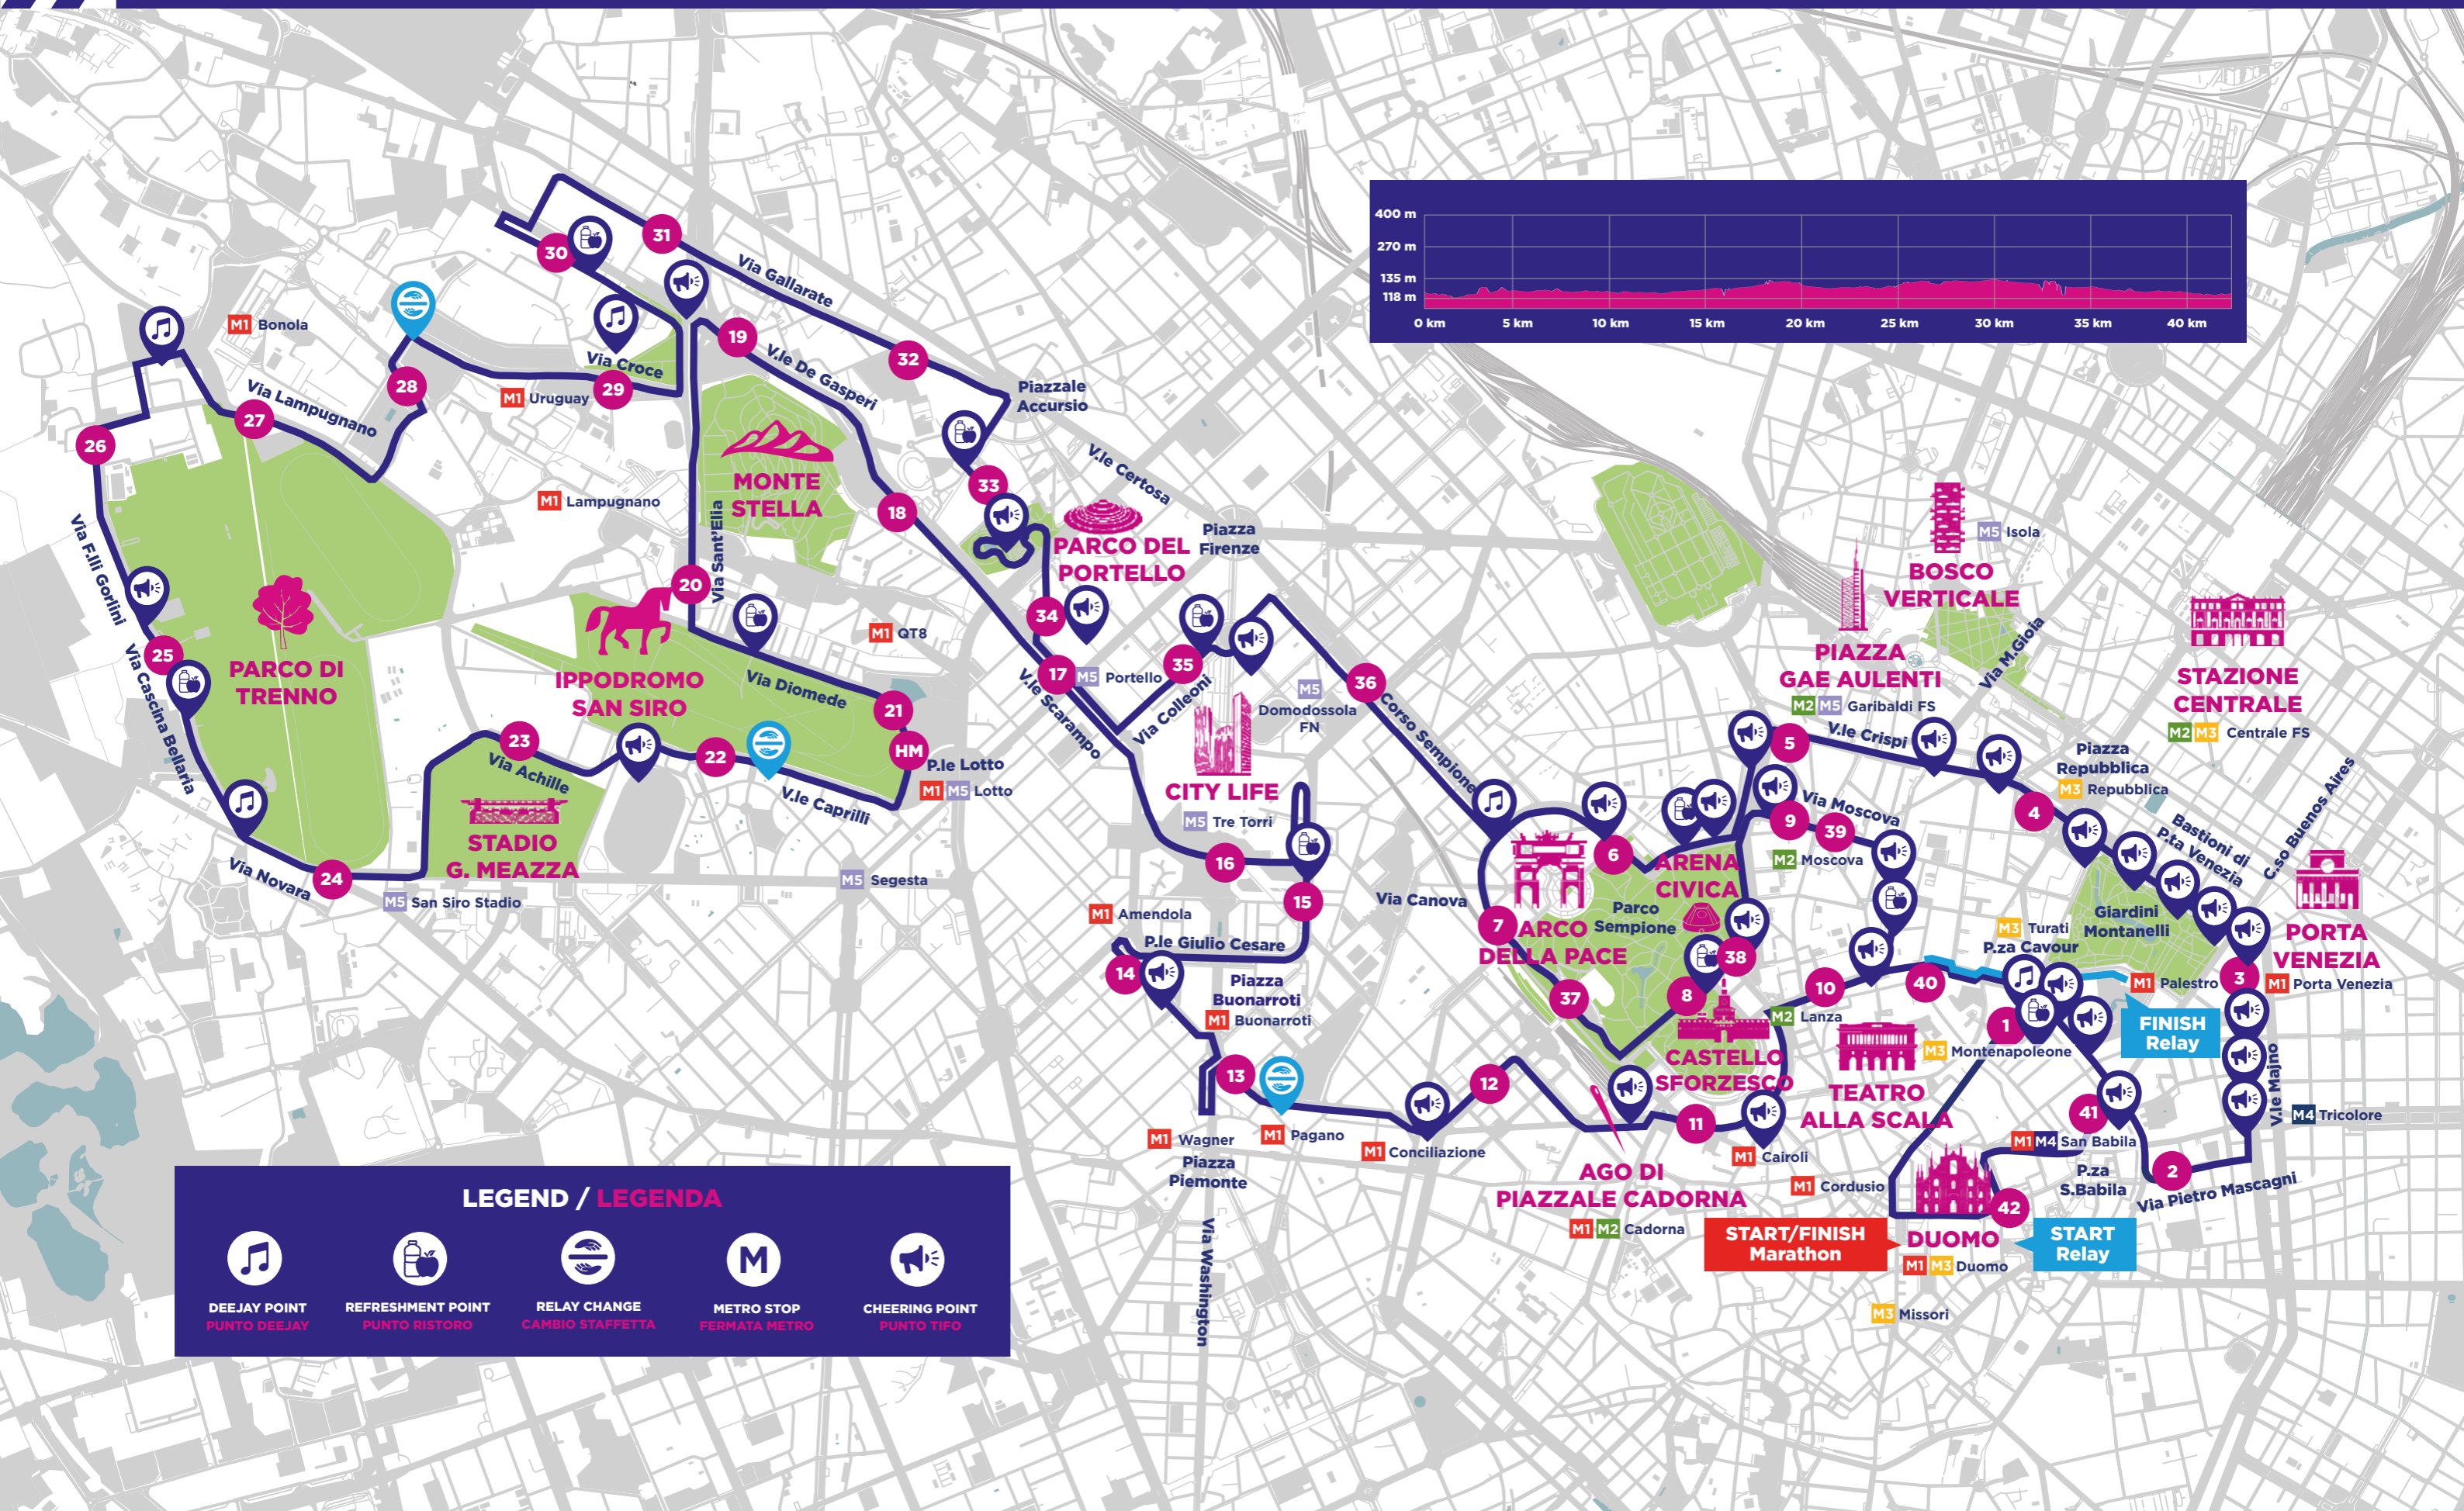 400 m
270 m
135 m
118 m
0 km 5 km 10 km 15 km 20 km 25 km 30 km 35 km 40 km
31
30
Via Gallarate
M1 Bonola
19
V.le De Gasperi
32
Via Croce
29
28
M1 Uruguay
Via Lampugnano
27
26
Piazzale
Accursio
V.le Certosa
33
M1 Lampugnano
MONTE
STELLA
18
Via Sant'Elia
20
PARCO DEL
PORTELLO
Piazza
Firenze
Via F.lli Gorlini
25
Via Cascina Bellaria
PARCO DI
TRENNO
IPPODROMO
SAN SIRO
M1 QT8
34
17
M5 Portello
V.le Scarampo
35
Via Colleoni
36
M5
Domodossola
FN
Corso Sempione
Via Diomede
21
HM
P.le Lotto
M1 M5 Lotto
22
V.le Caprilli
23
Via Achille
STADIO
G. MEAZZA
Via Novara
24
M5 San Siro Stadio
M5 Segesta
CITY LIFE
M5 Tre Torri
16
15
M1 Amendola
P.le Giulio Cesare
14
Piazza
Buonarroti
M1 Buonarroti
13
M1 Wagner
Piazza
Piemonte
M1 Pagano
Via Washington
M1 Conciliazione
12
Via Canova
M5 Isola
BOSCO
VERTICALE
Via M.Gioia
PIAZZA
GAE AULENTI
M2 M5 Garibaldi FS
STAZIONE
CENTRALE
M2 M3 Centrale FS
5
V.le Crispi
Piazza
Repubblica
M3 Repubblica
4
C.so Buenos Aires
Bastioni di
P.ta Venezia
Via Moscova
9
39
M2 Moscova
6
ARENA
CIVICA
Parco
Sempione
7
ARCO
DELLA PACE
37
38
8
CASTELLO
SFORZESCO
10
M2 Lanza
40
M3 Turati
P.za Cavour
Giardini
Montanelli
PORTA
VENEZIA
3
M1 Palestro
M1 Porta Venezia
FINISH
Relay
1
M3 Montenapoleone
TEATRO
ALLA SCALA
V.le Majno
M4 Tricolore
41
M1 M4 San Babila
P.za
S.Babila
2
Via Pietro Mascagni
11
M1 Cairoli
AGO DI
PIAZZALE CADORNA
M1 M2 Cadorna
M1 Cordusio
42
START/FINISH
Marathon
DUOMO
M1 M3 Duomo
START
Relay
M3 Missori
LEGEND / LEGENDA
M
DEEJAY POINT
PUNTO DEEJAY
REFRESHMENT POINT
PUNTO RISTORO
RELAY CHANGE
CAMBIO STAFFETTA
METRO STOP
FERMATA METRO
CHEERING POINT
PUNTO TIFO